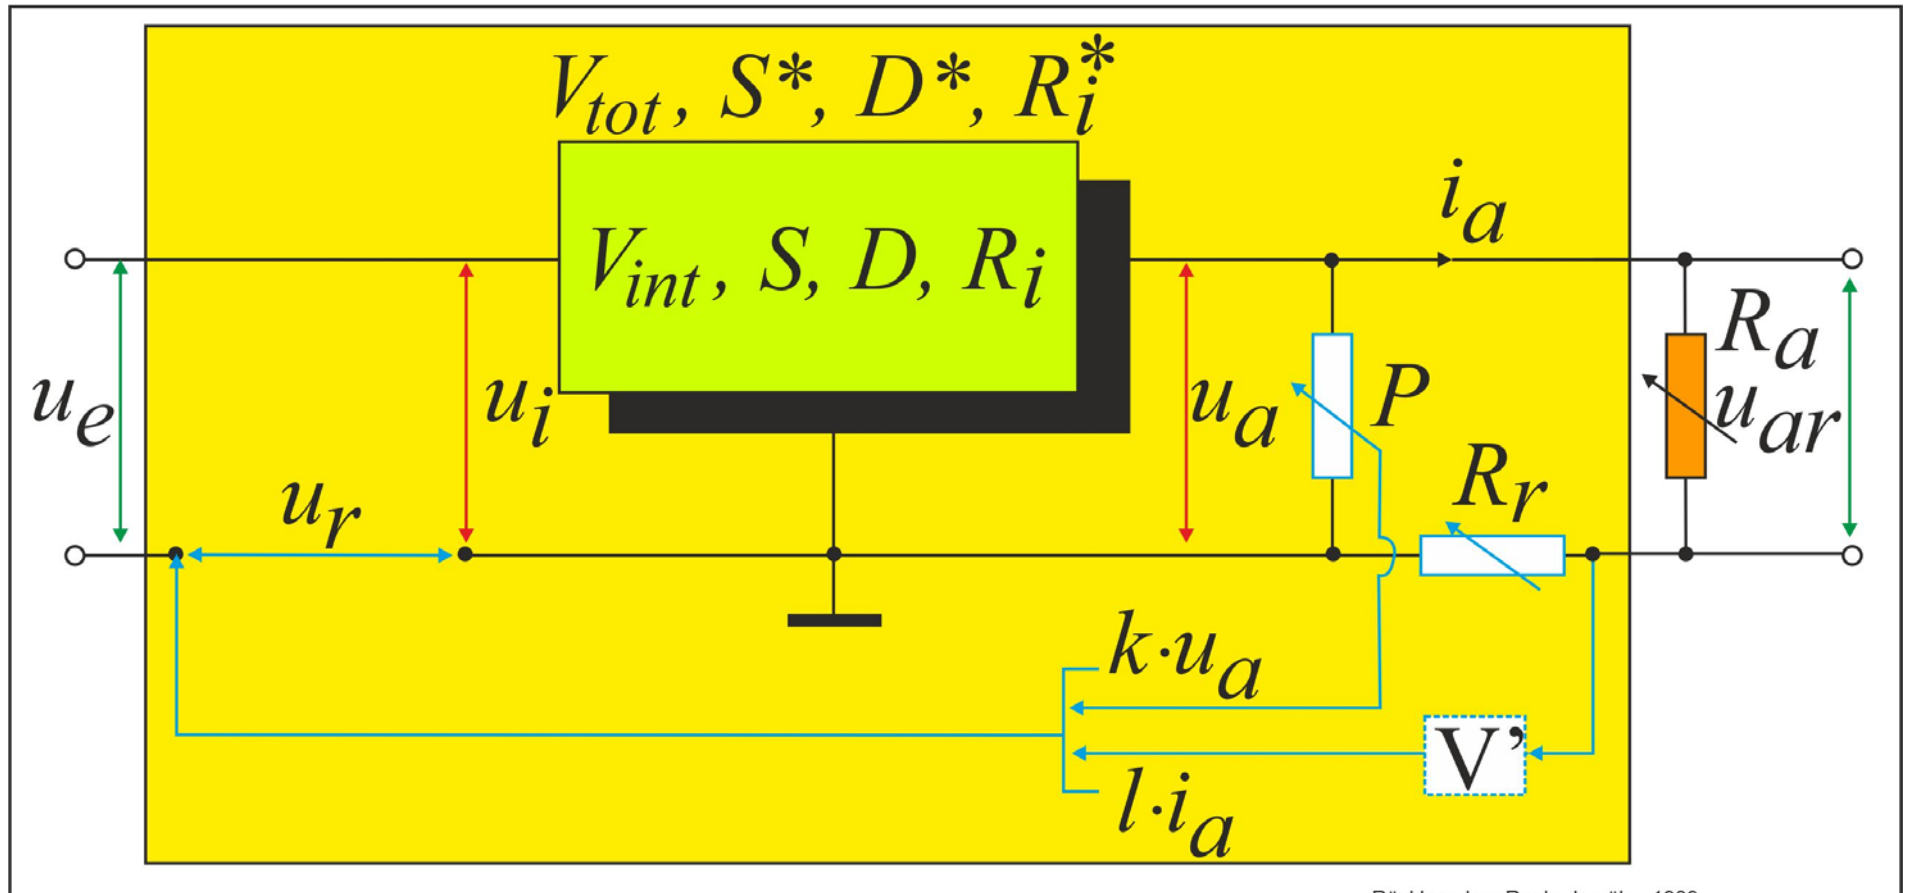 V_tot, S*, D*, R_i*
V_int, S, D, R_i
i_a
u_e
u_i
u_a
P
R_a
u_ar
u_r
R_r
k·u_a
V’
l·i_a